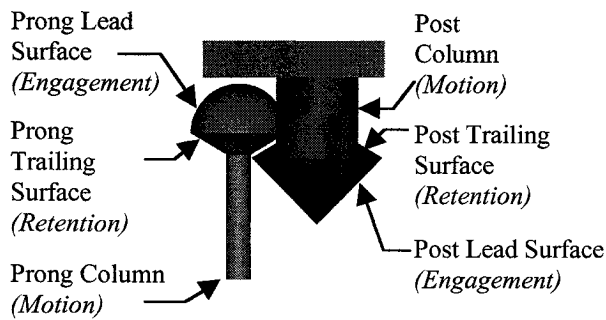 Prong Lead
Surface
(Engagement)
Prong
Trailing
Surface
(Retention)
Prong Column
(Motion)
Post
Column
(Motion)
Post Trailing
Surface
(Retention)
Post Lead Surface
(Engagement)